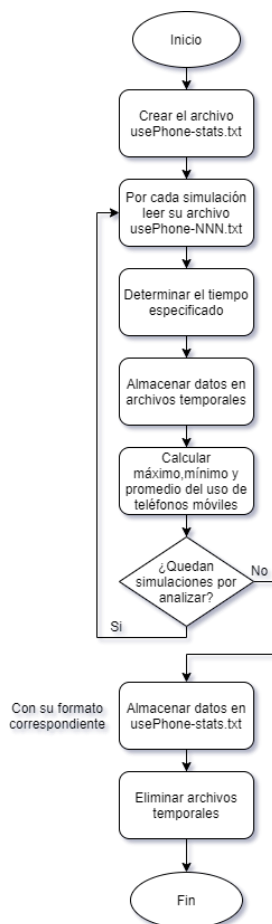 Inicio
Crear el archivo
usePhone-stats.txt
Por cada simulación
leer su archivo
usePhone-NNN.txt
Determinar el tiempo
especificado
Almacenar datos en
archivos temporales
Calcular
máximo,mínimo y
promedio del uso de
teléfonos móviles
¿Quedan
simulaciones por
analizar?
No
Si
Con su formato
correspondiente
Almacenar datos en
usePhone-stats.txt
Eliminar archivos
temporales
Fin